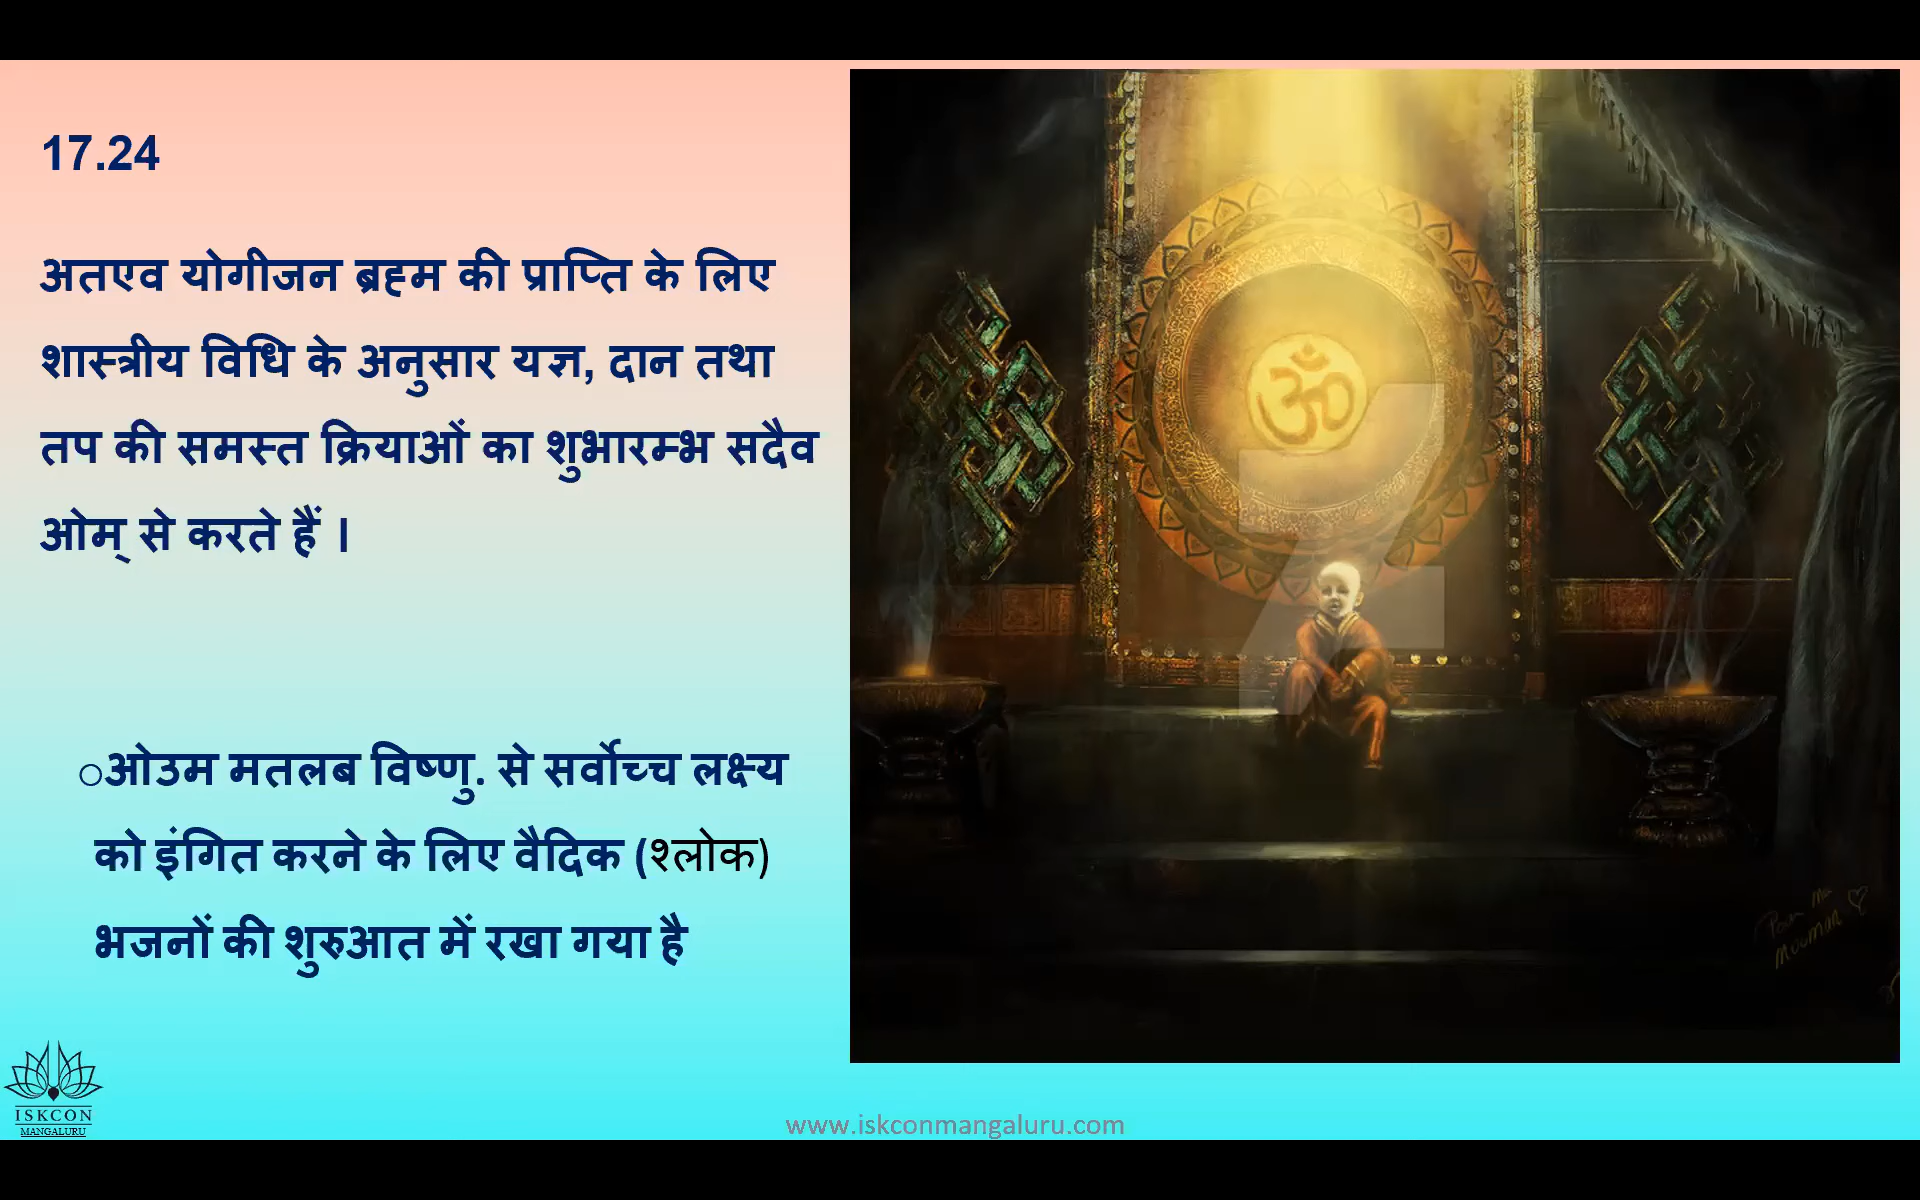 17.24
अतएव योगीजन ब्रह्म की प्राप्ति के लिए
शास्त्रीय विधि के अनुसार यज्ञ, दान तथा
तप की समस्त क्रियाओं का शुभारम्भ सदैव
ओम् से करते हैं ।
○ओउम मतलब विष्णु. से सर्वोच्च लक्ष्य
को इंगित करने के लिए वैदिक (श्लोक)
भजनों की शुरुआत में रखा गया है
ॐ
ISKCON
MANGALURU
www.iskconmangaluru.com